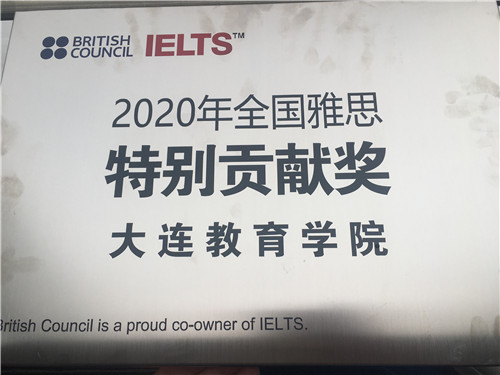 BRITISH
COUNCIL
IELTS™
2020年全国雅思
特别贡献奖
大连教育学院
British Council is a proud co-owner of IELTS.